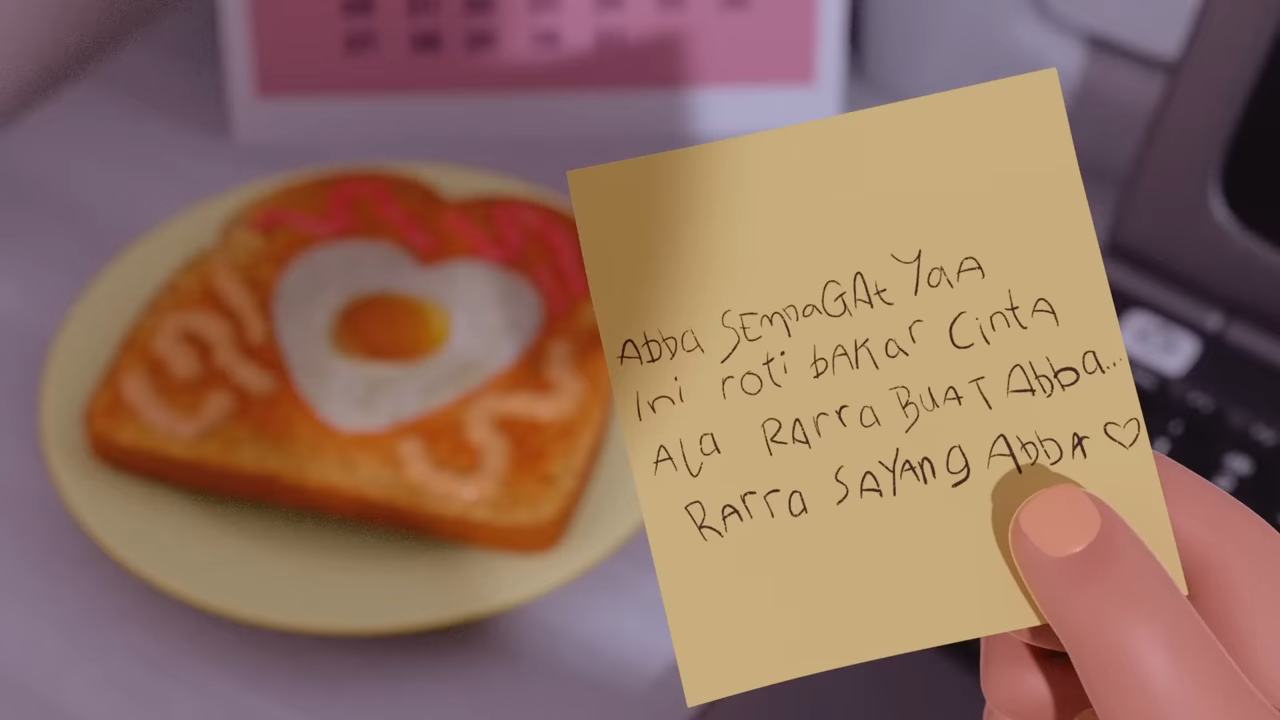 Abba SEmnaGAt YaA
Ini roti bAKar Cinta
Ala RArra BuAT Abba...
RArra SAYANg AbbA ♡